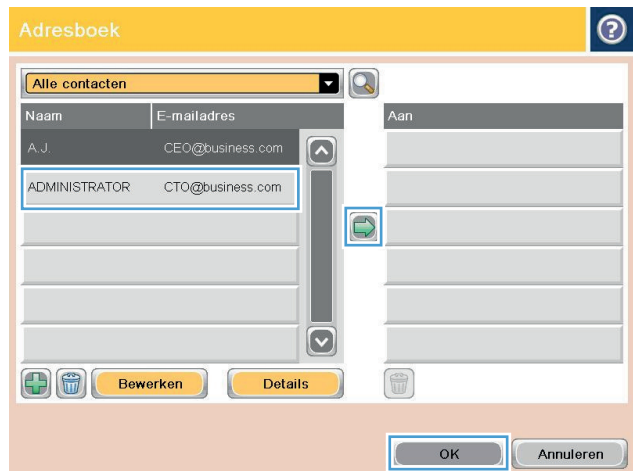 Adresboek ?
Alle contacten
Naam E-mailadres Aan
A.J. CEO@business.com
ADMINISTRATOR CTO@business.com
Bewerken Details
OK Annuleren